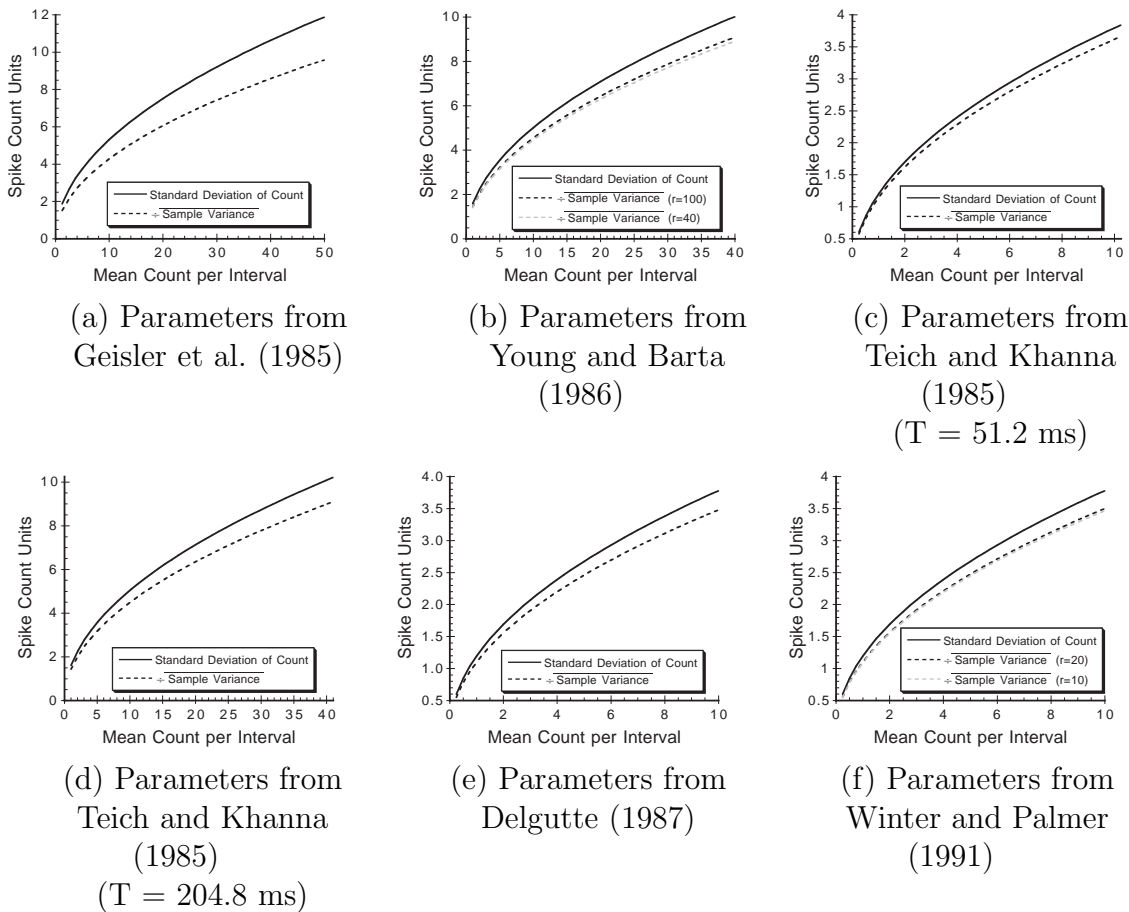 12
10
8
6
4
2
0
Spike Count Units
Standard Deviation of Count
÷ Sample Variance
0 10 20 30 40 50
Mean Count per Interval
(a) Parameters from
Geisler et al. (1985)
10
8
6
4
2
0
Spike Count Units
Standard Deviation of Count
÷ Sample Variance (r=100)
÷ Sample Variance (r=40)
0 5 10 15 20 25 30 35 40
Mean Count per Interval
(b) Parameters from
Young and Barta
(1986)
4
3.5
3
2.5
2
1.5
1
0.5
Spike Count Units
Standard Deviation of Count
÷ Sample Variance
0 2 4 6 8 10
Mean Count per Interval
(c) Parameters from
Teich and Khanna
(1985)
(T = 51.2 ms)
10
8
6
4
2
0
Spike Count Units
Standard Deviation of Count
÷ Sample Variance
0 5 10 15 20 25 30 35 40
Mean Count per Interval
(d) Parameters from
Teich and Khanna
(1985)
(T = 204.8 ms)
4.0
3.5
3.0
2.5
2.0
1.5
1.0
0.5
Spike Count Units
Standard Deviation of Count
÷ Sample Variance
0 2 4 6 8 10
Mean Count per Interval
(e) Parameters from
Delgutte (1987)
4
3.5
3
2.5
2
1.5
1
0.5
Spike Count Units
Standard Deviation of Count
÷ Sample Variance (r=20)
÷ Sample Variance (r=10)
0 2 4 6 8 10
Mean Count per Interval
(f) Parameters from
Winter and Palmer
(1991)